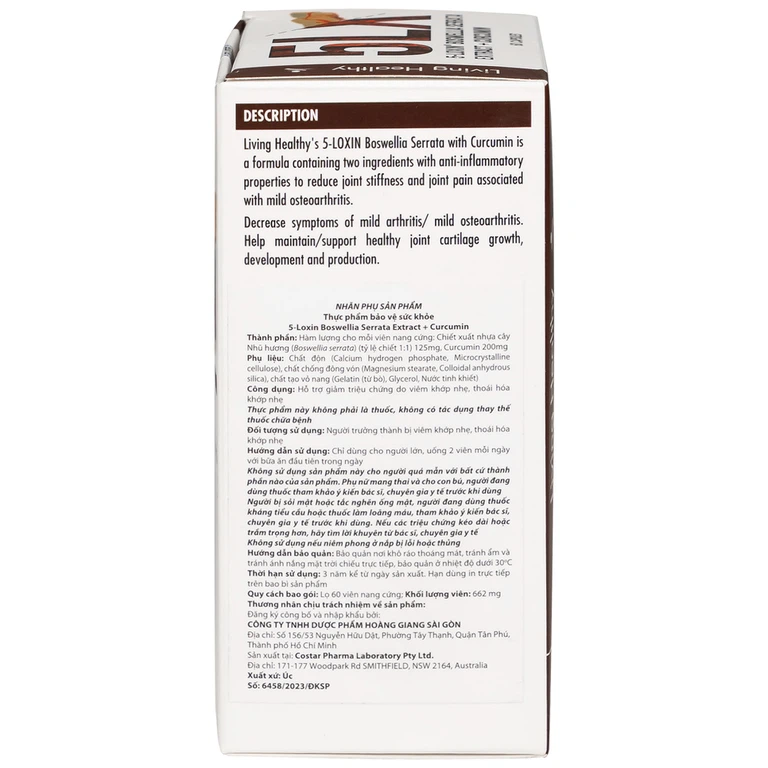 5LX
5-LOXIN BOSWELLIA SERRATA
EXTRACT + CURCUMIN
Living Healthy
DESCRIPTION
Living Healthy's 5-LOXIN Boswellia Serrata with Curcumin is
a formula containing two ingredients with anti-inflammatory
properties to reduce joint stiffness and joint pain associated
with mild osteoarthritis.
Decrease symptoms of mild arthritis/ mild osteoarthritis.
Help maintain/support healthy joint cartilage growth,
development and production.
NHÃN PHỤ SẢN PHẨM
Thực phẩm bảo vệ sức khỏe
5-Loxin Boswellia Serrata Extract + Curcumin
Thành phần: Hàm lượng cho mỗi viên nang cứng: Chiết xuất nhựa cây
Nhũ hương (Boswellia serrata) (tỷ lệ chiết 1:1) 125mg, Curcumin 200mg
Phụ liệu: Chất độn (Calcium hydrogen phosphate, Microcrystalline
cellulose), chất chống đông vón (Magnesium stearate, Colloidal anhydrous
silica), chất tạo vỏ nang (Gelatin (từ bò), Glycerol, Nước tinh khiết)
Công dụng: Hỗ trợ giảm triệu chứng do viêm khớp nhẹ, thoái hóa
khớp nhẹ
Thực phẩm này không phải là thuốc, không có tác dụng thay thế
thuốc chữa bệnh
Đối tượng sử dụng: Người trưởng thành bị viêm khớp nhẹ, thoái hóa
khớp nhẹ
Hướng dẫn sử dụng: Chỉ dùng cho người lớn, uống 2 viên mỗi ngày
với bữa ăn đầu tiên trong ngày
Không sử dụng sản phẩm này cho người quá mẫn với bất cứ thành
phần nào của sản phẩm. Phụ nữ mang thai và cho con bú, người đang
dùng thuốc tham khảo ý kiến bác sĩ, chuyên gia y tế trước khi dùng
Người bị sỏi mật hoặc tắc nghẽn ống mật, người đang dùng thuốc
kháng tiểu cầu hoặc thuốc làm loãng máu, tham khảo ý kiến bác sĩ,
chuyên gia y tế trước khi dùng. Nếu các triệu chứng kéo dài hoặc
trầm trọng hơn, hãy tìm lời khuyên từ bác sĩ, chuyên gia y tế
Không sử dụng nếu niêm phong ở nắp bị lỗi hoặc thủng
Hướng dẫn bảo quản: Bảo quản nơi khô ráo thoáng mát, tránh ẩm và
tránh ánh nắng mặt trời chiếu trực tiếp, bảo quản ở nhiệt độ dưới 30°C
Thời hạn sử dụng: 3 năm kể từ ngày sản xuất. Hạn dùng in trực tiếp
trên bao bì sản phẩm
Quy cách bao gói: Lọ 60 viên nang cứng; Khối lượng viên: 662 mg
Thương nhân chịu trách nhiệm về sản phẩm:
Đăng ký công bố và nhập khẩu bởi:
CÔNG TY TNHH DƯỢC PHẨM HOÀNG GIANG SÀI GÒN
Địa chỉ: Số 156/53 Nguyễn Hữu Dật, Phường Tây Thạnh, Quận Tân Phú,
Thành phố Hồ Chí Minh
Sản xuất tại: Costar Pharma Laboratory Pty Ltd.
Địa chỉ: 171-177 Woodpark Rd SMITHFIELD, NSW 2164, Australia
Xuất xứ: Úc
Số: 6458/2023/ĐKSP